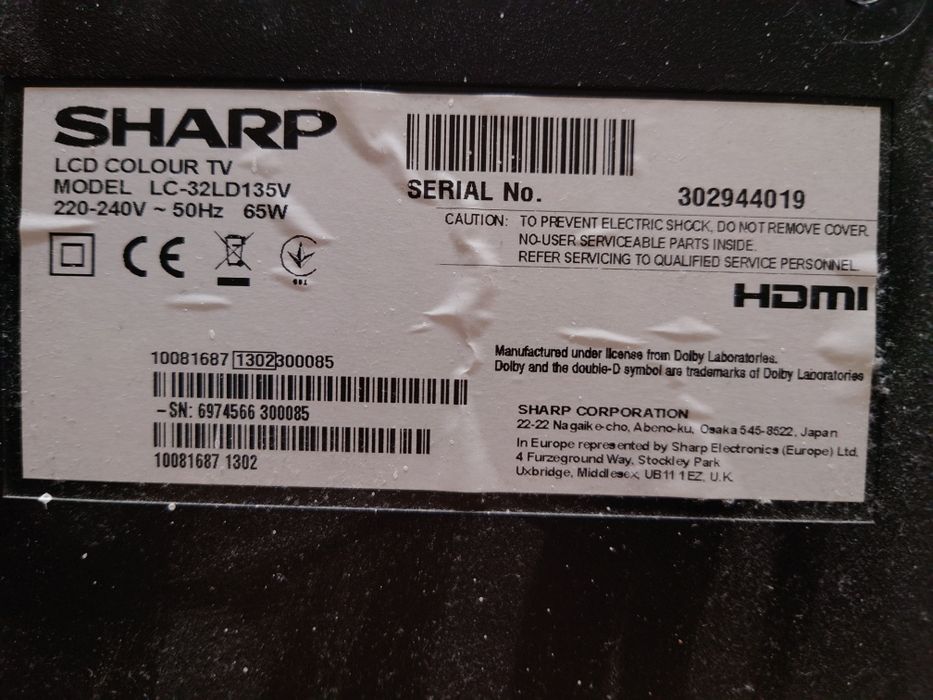 SHARP
LCD COLOUR TV
MODEL LC-32LD135V
220-240V ~ 50Hz 65W
SERIAL No. 302944019
CAUTION: TO PREVENT ELECTRIC SHOCK, DO NOT REMOVE COVER.
NO-USER SERVICEABLE PARTS INSIDE.
REFER SERVICING TO QUALIFIED SERVICE PERSONNEL.
CE
HDMI
10081687 1302300085
-SN: 6974566 300085
10081687 1302
Manufactured under license from Dolby Laboratories.
Dolby and the double-D symbol are trademarks of Dolby Laboratories
SHARP CORPORATION
22-22 Nagaike-cho, Abeno-ku, Osaka 545-8522, Japan
In Europe represented by Sharp Electronics (Europe) Ltd.
4 Furzeground Way, Stockley Park
Uxbridge, Middlesex, UB11 1EZ, U.K.